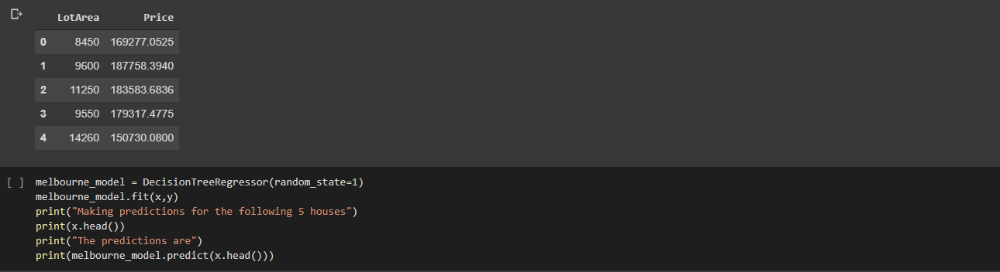 LotArea Price
0 8450 169277.0525
1 9600 187758.3940
2 11250 183583.6836
3 9550 179317.4775
4 14260 150730.0800
[ ] melbourne_model = DecisionTreeRegressor(random_state=1)
melbourne_model.fit(x,y)
print("Making predictions for the following 5 houses")
print(x.head())
print("The predictions are")
print(melbourne_model.predict(x.head()))